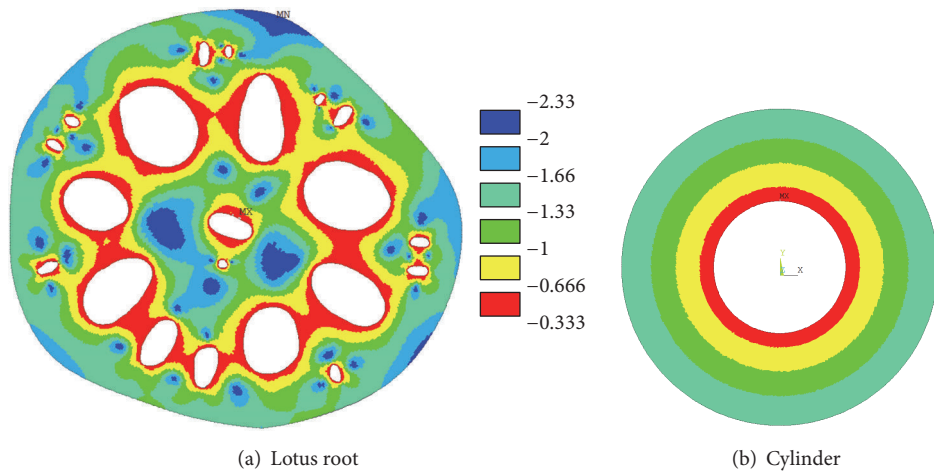 MN
MX
−2.33
−2
−1.66
−1.33
−1
−0.666
−0.333
MX
Y
X
(a) Lotus root
(b) Cylinder